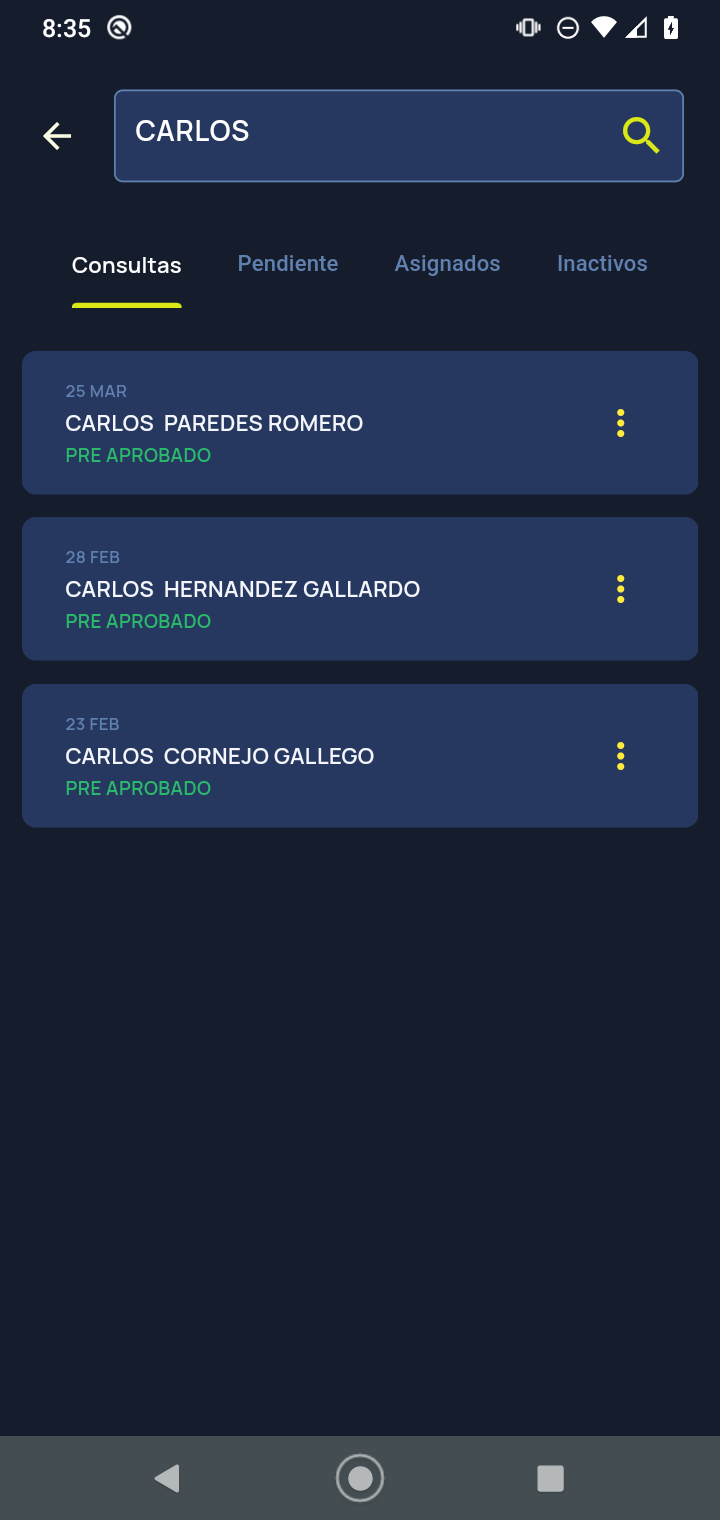 8:35
CARLOS
Consultas Pendiente Asignados Inactivos
25 MAR
CARLOS  PAREDES ROMERO
PRE APROBADO
28 FEB
CARLOS  HERNANDEZ GALLARDO
PRE APROBADO
23 FEB
CARLOS  CORNEJO GALLEGO
PRE APROBADO